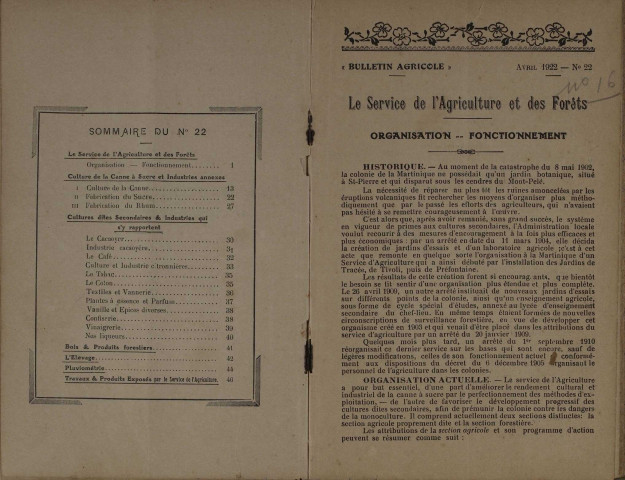 SOMMAIRE DU N° 22
Le Service de l'Agriculture et des Forêts
Organisation — Fonctionnement........ 1
Culture de la Canne à Sucre et Industries annexes
I Culture de la Canne............... 13
II Fabrication du Sucre............ 22
III Fabrication du Rhum............ 27
Cultures dites Secondaires & Industries qui
s'y rapportent
Le Cacaoyer........ 30
Industrie cacaoyère........ 31
Le Café........ 32
Culture et Industrie cotonnière........ 33
Le Tabac........ 35
Le Coton........ 35
Textiles et Vannerie........ 36
Plantes à essence et Parfums........ 37
Vanille et Epices diverses........ 38
Confiserie........ 38
Vinaigrerie........ 39
Nos liqueurs........ 40
Bois & Produits forestiers........ 41
L'Elevage........ 42
Pluviométrie........ 44
Travaux & Produits Exposés par le Service de l'Agriculture. 46
« BULLETIN AGRICOLE » AVRIL 1922 — N° 22
n° 16
Le Service de l'Agriculture et des Forêts
ORGANISATION -- FONCTIONNEMENT
HISTORIQUE. — Au moment de la catastrophe du 8 mai 1902,
la colonie de la Martinique ne possédait qu'un jardin botanique, situé
à St-Pierre et qui disparut sous les cendres du Mont-Pelé.
La nécessité de réparer au plus tôt les ruines amoncelées par les
éruptions volcaniques fit rechercher les moyens d'organiser plus métho-
diquement que par le passé les efforts des agriculteurs, qui n'avaient
pas hésité à se remettre courageusement à l'œuvre.
C'est alors que, après avoir manié, sans grand succès, le système
en vigueur de primes aux cultures secondaires, l'Administration locale
voulut recourir à des mesures d'encouragement à la fois plus efficaces et
plus économiques : par un arrêté en date du 11 mars 1904, elle décida
la création de jardins d'essais et d'un laboratoire agricole ; c'est à cet
acte que remonte en quelque sorte l'organisation à la Martinique d'un
Service d'Agriculture qui a ainsi débuté par l'installation des Jardins de
Tracée, de Tivoli, puis de Préfontaine.
Les résultats de cette création furent si encourageants, que bientôt
le besoin se fit sentir d'une organisation plus étendue et plus complète.
Le 26 avril 1909, un autre arrêté instituait de nouveaux jardins d'essais
sur différents points de la colonie, ainsi qu'un enseignement agricole,
sous forme de cycle spécial d'études, annexé au lycée d'enseignement
secondaire du chef-lieu. En même temps étaient formées de nouvelles
circonscriptions de surveillance forestière, en vue de développer cet
organisme créé en 1903 et qui venait d'être placé dans les attributions du
service d'agriculture par un arrêté du 20 janvier 1909.
Quelques mois plus tard, un arrêté du 1er septembre 1910
réorganisait ce dernier service sur les bases qui sont encore, sauf de
légères modifications, celles de son fonctionnement actuel et conformé-
ment aux dispositions du décret du 6 décembre 1905 organisant le
personnel de l'agriculture dans les colonies.
ORGANISATION ACTUELLE. — Le service de l'Agriculture
a pour but essentiel, d'une part d'améliorer le rendement cultural et
industriel de la canne à sucre par le perfectionnement des méthodes d'ex-
ploitation, — de l'autre de favoriser le développement progressif des
cultures dites secondaires, afin de prémunir la colonie contre les dangers
de la monoculture. Il comprend actuellement deux sections distinctes: la
section agricole proprement dite et la section forestière.
Les attributions de la section agricole et son programme d'action
peuvent se résumer comme suit :